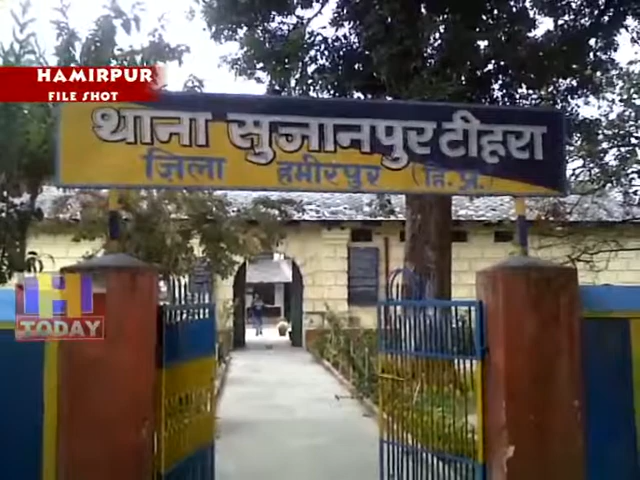 HAMIRPUR
FILE SHOT
थाना सुजानपुर टीहरा
ज़िला हमीरपुर (हि.प्र.)
H
TODAY